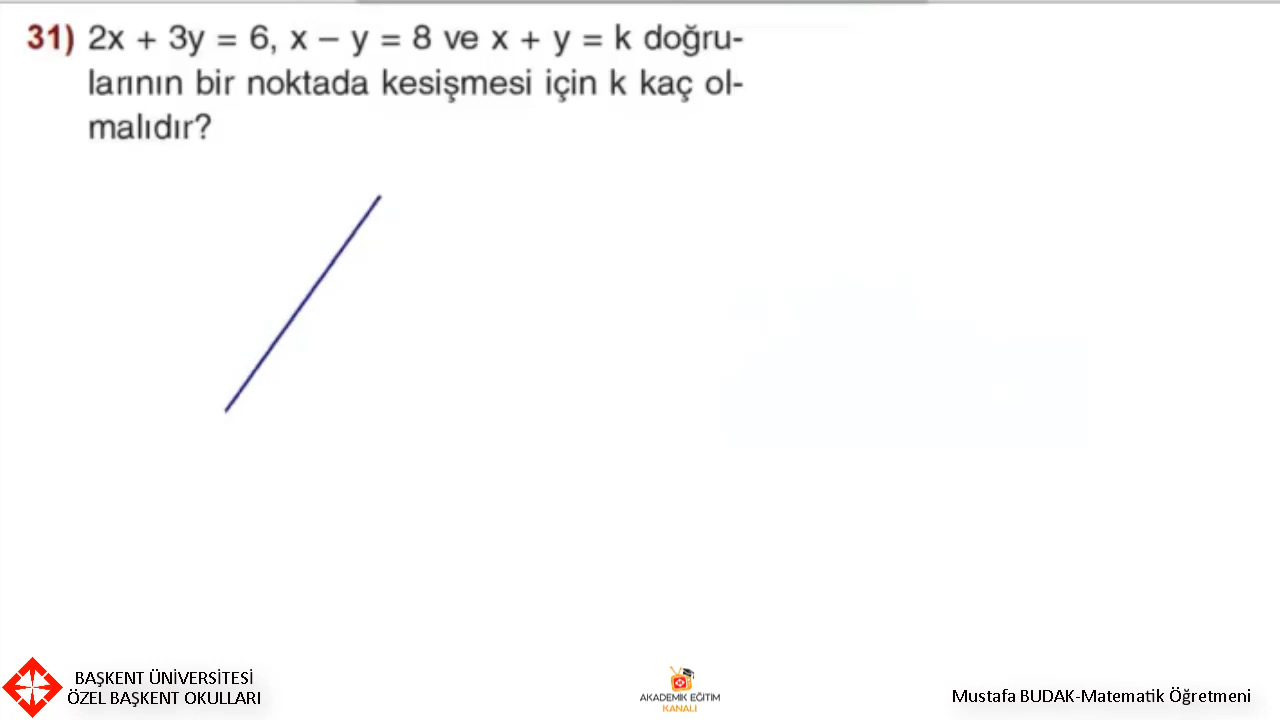 31) 2x + 3y = 6, x − y = 8 ve x + y = k doğru-
larının bir noktada kesişmesi için k kaç ol-
malıdır?
BAŞKENT ÜNİVERSİTESİ
ÖZEL BAŞKENT OKULLARI
AKADEMİK EĞİTİM
KANALI
Mustafa BUDAK-Matematik Öğretmeni